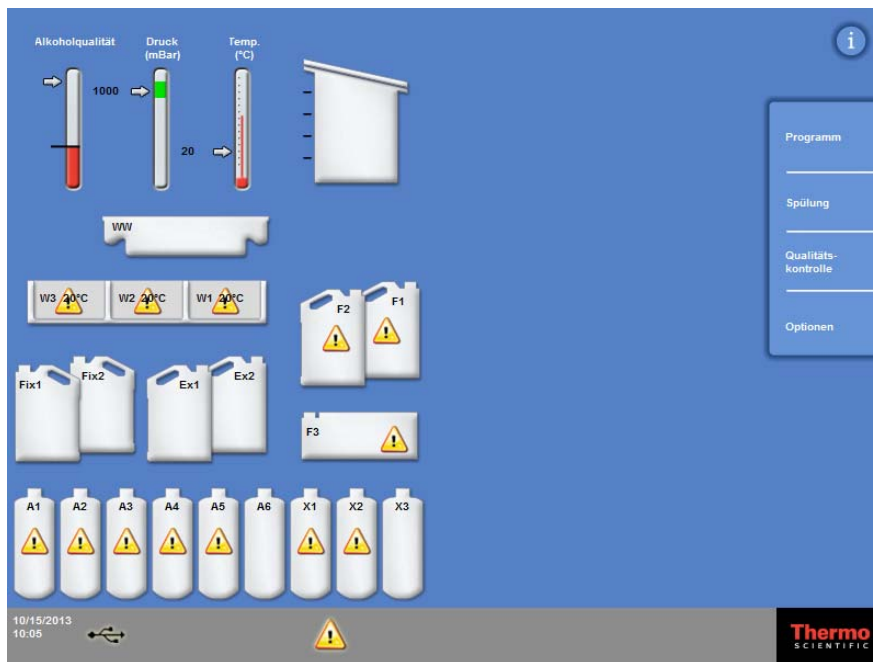 Alkoholqualität
Druck
(mBar)
Temp.
(°C)
1000
20
WW
W3 20°C
W2 20°C
W1 20°C
F2
F1
Fix1
Fix2
Ex1
Ex2
F3
A1
A2
A3
A4
A5
A6
X1
X2
X3
i
Programm
Spülung
Qualitäts-
kontrolle
Optionen
10/15/2013
10:05
Thermo
SCIENTIFIC